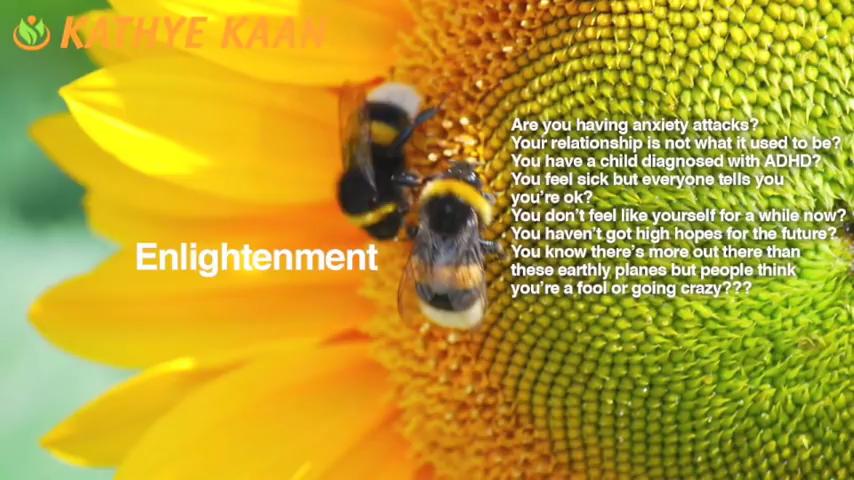 KATHYE KAAN
Are you having anxiety attacks?
Your relationship is not what it used to be?
You have a child diagnosed with ADHD?
You feel sick but everyone tells you
you're ok?
You don't feel like yourself for a while now?
You haven't got high hopes for the future?
You know there's more out there than
these earthly planes but people think
you're a fool or going crazy???
Enlightenment